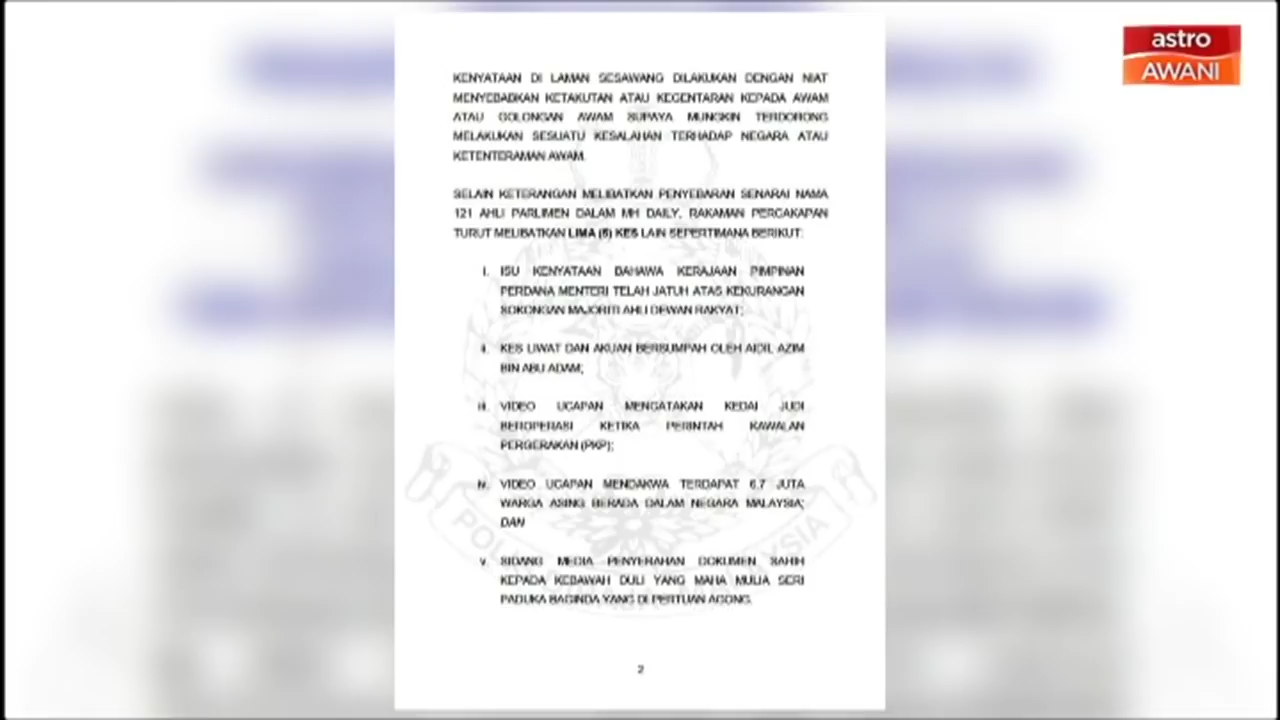 astro
AWANI
KENYATAAN DI LAMAN SESAWANG DILAKUKAN DENGAN NIAT
MENYEBABKAN KETAKUTAN ATAU KEGENTARAN KEPADA AWAM
ATAU GOLONGAN AWAM SUPAYA MUNGKIN TERDORONG
MELAKUKAN SESUATU KESALAHAN TERHADAP NEGARA ATAU
KETENTERAMAN AWAM.
SELAIN KETERANGAN MELIBATKAN PENYEBARAN SENARAI NAMA
121 AHLI PARLIMEN DALAM MH DAILY, RAKAMAN PERCAKAPAN
TURUT MELIBATKAN LIMA (5) KES LAIN SEPERTIMANA BERIKUT:
i. ISU KENYATAAN BAHAWA KERAJAAN PIMPINAN
PERDANA MENTERI TELAH JATUH ATAS KEKURANGAN
SOKONGAN MAJORITI AHLI DEWAN RAKYAT;
ii. KES LIWAT DAN AKUAN BERSUMPAH OLEH AIDIL AZIM
BIN ABU ADAM;
iii. VIDEO UCAPAN MENGATAKAN KEDAI JUDI
BEROPERASI KETIKA PERINTAH KAWALAN
PERGERAKAN (PKP);
iv. VIDEO UCAPAN MENDAKWA TERDAPAT 6.7 JUTA
WARGA ASING BERADA DALAM NEGARA MALAYSIA;
DAN
v. SIDANG MEDIA PENYERAHAN DOKUMEN SAHIH
KEPADA KEBAWAH DULI YANG MAHA MULIA SERI
PADUKA BAGINDA YANG DI PERTUAN AGONG.
2